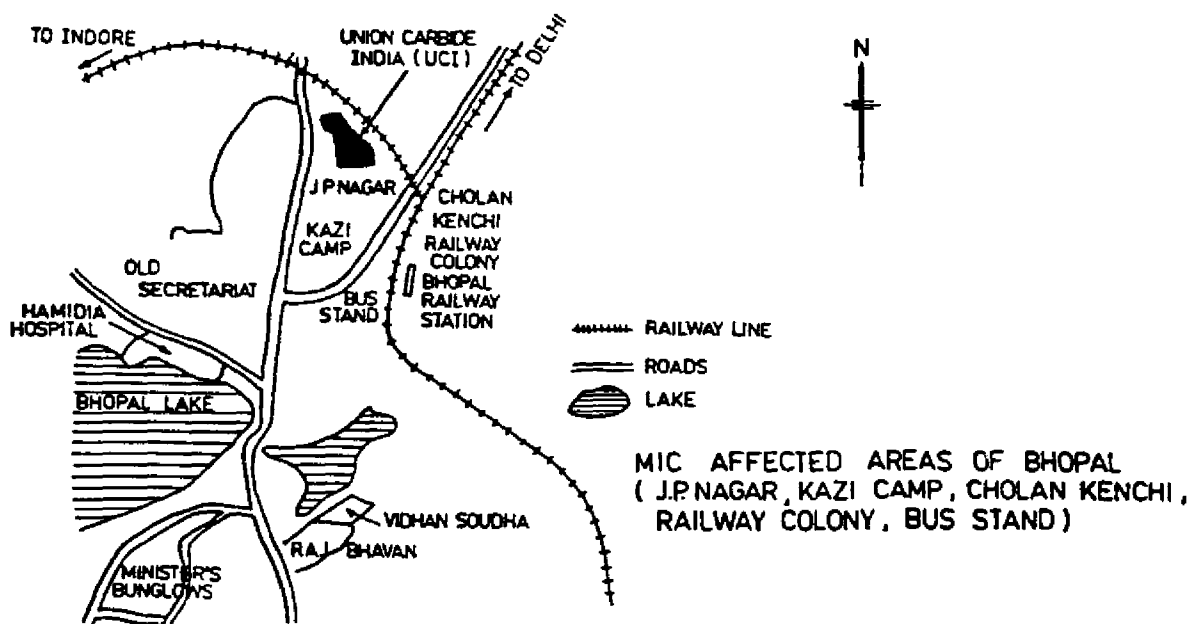 TO INDORE
UNION CARBIDE
INDIA (UCI)
TO DELHI
N
J.P.NAGAR
KAZI
CAMP
CHOLAN
KENCHI
RAILWAY
COLONY
BHOPAL
RAILWAY
STATION
OLD
SECRETARIAT
BUS
STAND
HAMIDIA
HOSPITAL
BHOPAL LAKE
RAILWAY LINE
ROADS
LAKE
MIC AFFECTED AREAS OF BHOPAL
( J.P. NAGAR, KAZI CAMP, CHOLAN KENCHI,
RAILWAY COLONY, BUS STAND )
VIDHAN SOUDHA
RAJ BHAVAN
MINISTER'S
BUNGLOWS